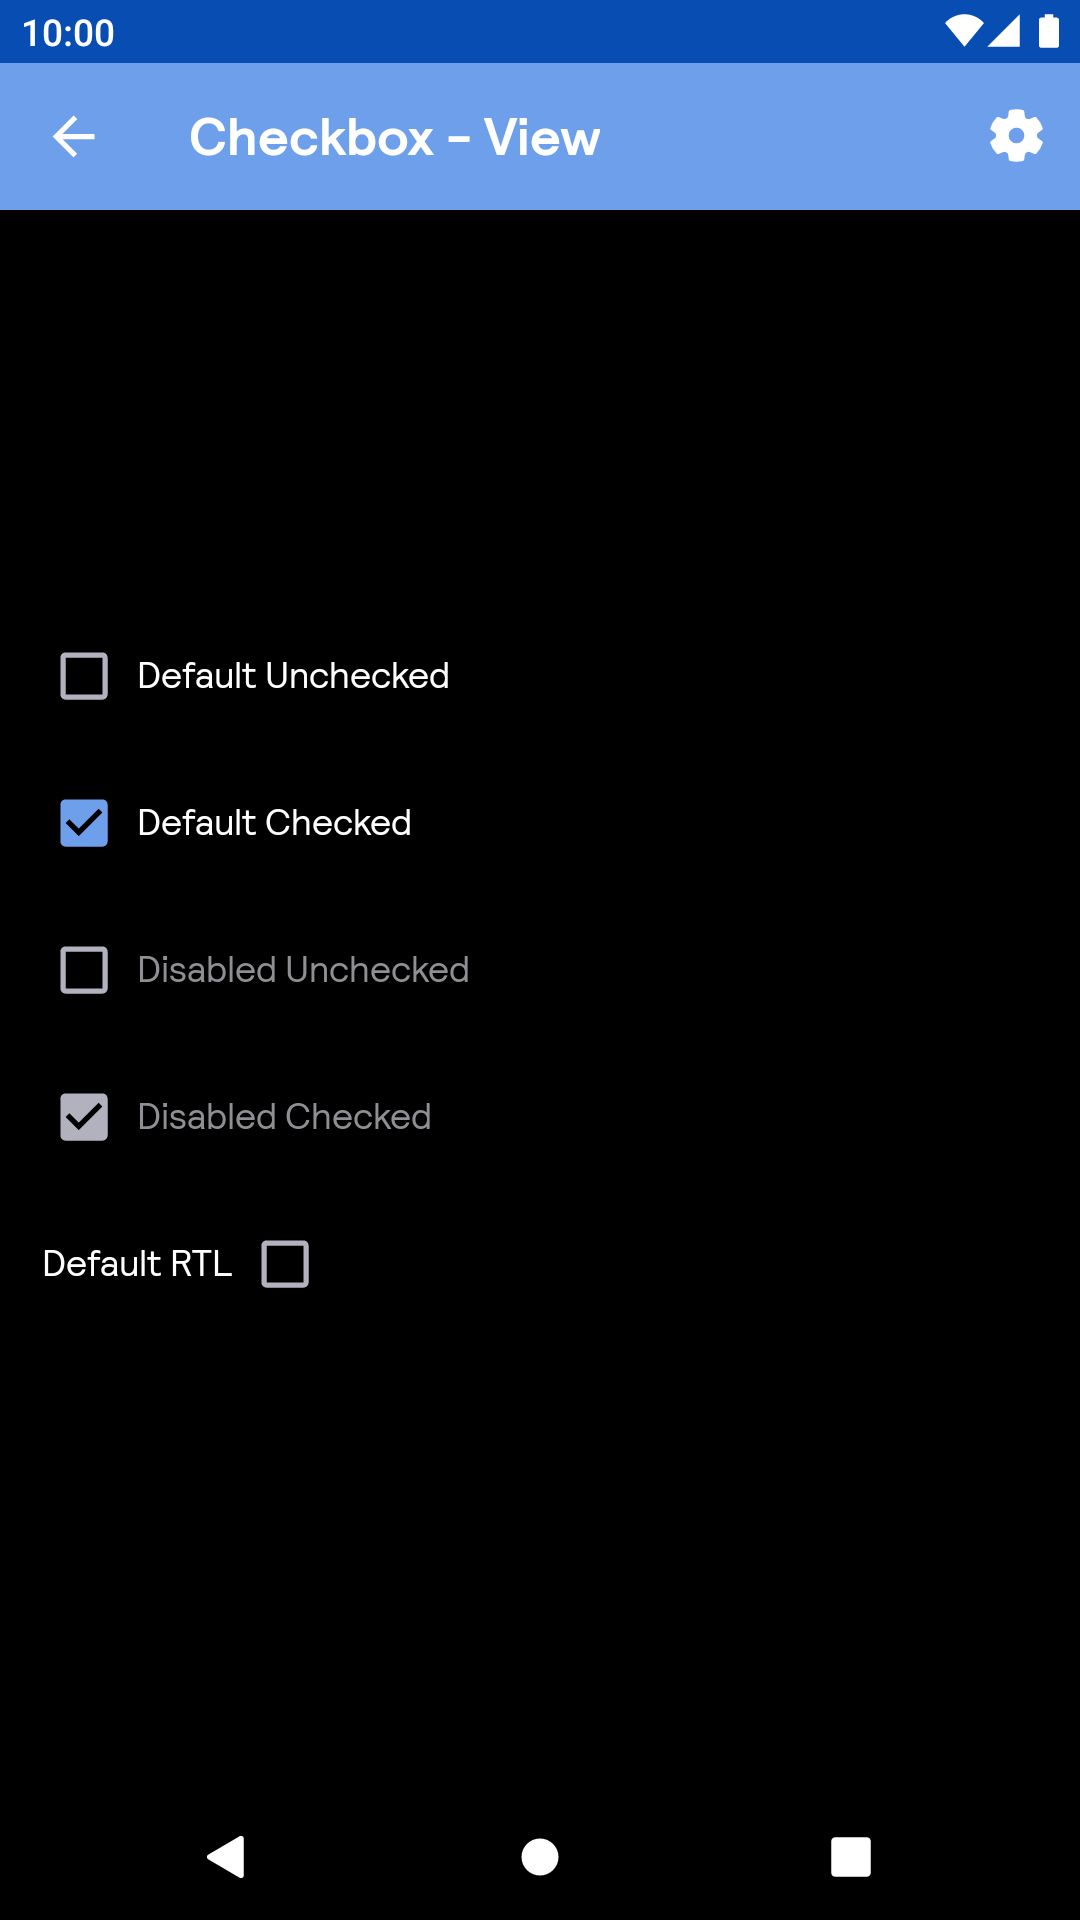 10:00
Checkbox - View
Default Unchecked
Default Checked
Disabled Unchecked
Disabled Checked
Default RTL